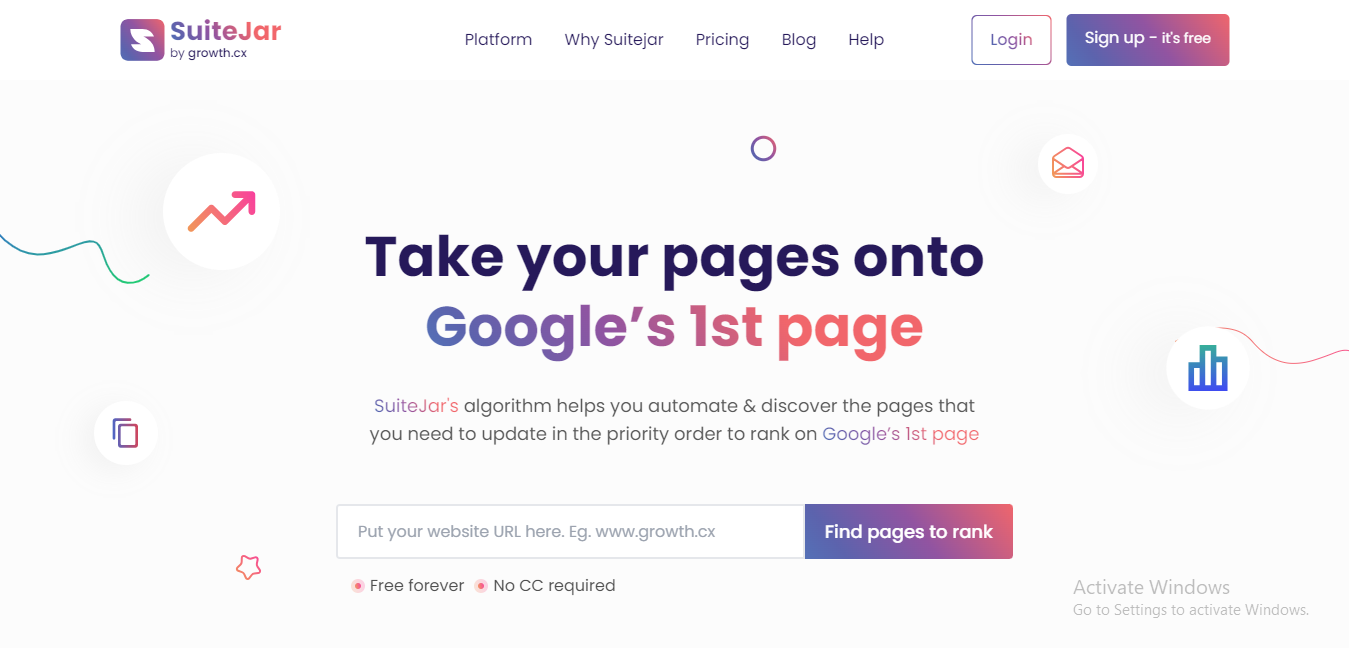 SuiteJar
by growth.cx
Platform
Why Suitejar
Pricing
Blog
Help
Login
Sign up - it's free
Take your pages onto
Google’s 1st page
SuiteJar's algorithm helps you automate & discover the pages that
you need to update in the priority order to rank on Google’s 1st page
Put your website URL here. Eg. www.growth.cx
Find pages to rank
Free forever
No CC required
Activate Windows
Go to Settings to activate Windows.